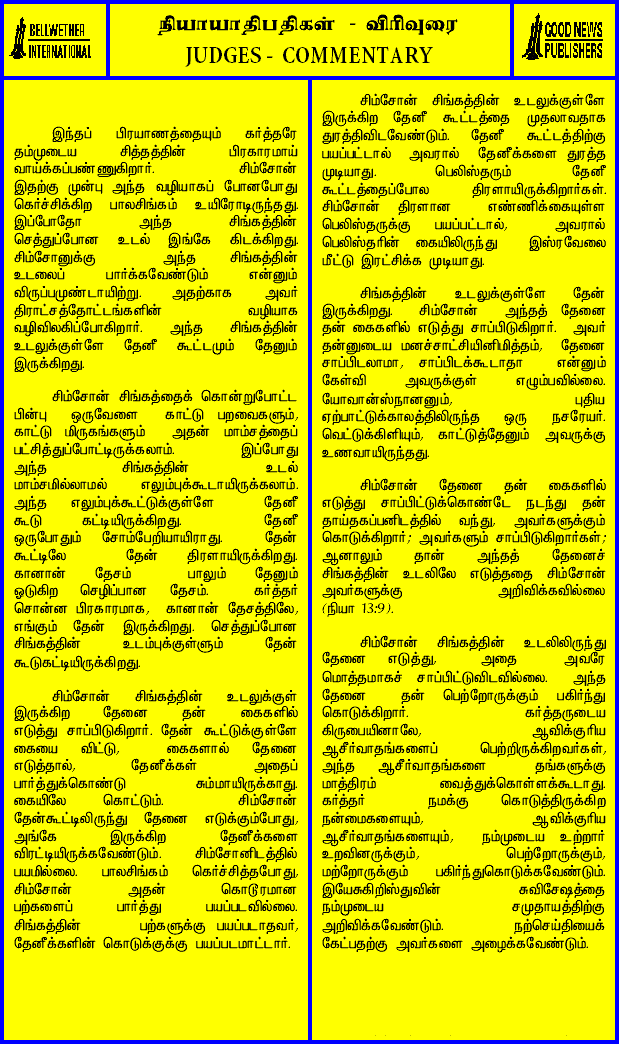 BELLWETHER
INTERNATIONAL
நியாயாதிபதிகள் - விரிவுரை
JUDGES - COMMENTARY
GOOD NEWS
PUBLISHERS
இந்தப் பிரயாணத்தையும் கர்த்தரே
தம்முடைய சித்தத்தின் பிரகாரமாய்
வாய்க்கப்பண்ணுகிறார். சிம்சோன்
இதற்கு முன்பு அந்த வழியாகப் போனபோது
கெர்ச்சிக்கிற பாலசிங்கம் உயிரோடிருந்தது.
இப்போதோ அந்த சிங்கத்தின்
செத்துப்போன உடல் இங்கே கிடக்கிறது.
சிம்சோனுக்கு அந்த சிங்கத்தின்
உடலைப் பார்க்கவேண்டும் என்னும்
விருப்பமுண்டாயிற்று. அதற்காக அவர்
திராட்சத்தோட்டங்களின் வழியாக
வழிவிலகிப்போகிறார். அந்த சிங்கத்தின்
உடலுக்குள்ளே தேனீ கூட்டமும் தேனும்
இருக்கிறது.
சிம்சோன் சிங்கத்தைக் கொன்றுபோட்ட
பின்பு ஒருவேளை காட்டு பறவைகளும்,
காட்டு மிருகங்களும் அதன் மாம்சத்தைப்
பட்சித்துப்போட்டிருக்கலாம். இப்போது
அந்த சிங்கத்தின் உடல்
மாம்சமில்லாமல் எலும்புக்கூடாயிருக்கலாம்.
அந்த எலும்புக்கூட்டுக்குள்ளே தேனீ
கூடு கட்டியிருக்கிறது. தேனீ
ஒருபோதும் சோம்பேறியாயிராது. தேன்
கூட்டிலே தேன் திரளாயிருக்கிறது.
கானான் தேசம் பாலும் தேனும்
ஓடுகிற செழிப்பான தேசம். கர்த்தர்
சொன்ன பிரகாரமாக, கானான் தேசத்திலே,
எங்கும் தேன் இருக்கிறது. செத்துப்போன
சிங்கத்தின் உடம்புக்குள்ளும் தேன்
கூடுகட்டியிருக்கிறது.
சிம்சோன் சிங்கத்தின் உடலுக்குள்
இருக்கிற தேனை தன் கைகளில்
எடுத்து சாப்பிடுகிறார். தேன் கூட்டுக்குள்ளே
கையை விட்டு, கைகளால் தேனை
எடுத்தால், தேனீக்கள் அதைப்
பார்த்துக்கொண்டு சும்மாயிருக்காது.
கையிலே கொட்டும். சிம்சோன்
தேன்கூட்டிலிருந்து தேனை எடுக்கும்போது,
அங்கே இருக்கிற தேனீக்களை
விரட்டியிருக்கவேண்டும். சிம்சோனிடத்தில்
பயமில்லை. பாலசிங்கம் கெர்ச்சித்தபோது,
சிம்சோன் அதன் கொடூரமான
பற்களைப் பார்த்து பயப்படவில்லை.
சிங்கத்தின் பற்களுக்கு பயப்படாதவர்,
தேனீக்களின் கொடுக்குக்கு பயப்படமாட்டார்.
சிம்சோன் சிங்கத்தின் உடலுக்குள்ளே
இருக்கிற தேனீ கூட்டத்தை முதலாவதாக
துரத்திவிடவேண்டும். தேனீ கூட்டத்திற்கு
பயப்பட்டால் அவரால் தேனீக்களை துரத்த
முடியாது. பெலிஸ்தரும் தேனீ
கூட்டத்தைப்போல திரளாயிருக்கிறார்கள்.
சிம்சோன் திரளான எண்ணிக்கையுள்ள
பெலிஸ்தருக்கு பயப்பட்டால், அவரால்
பெலிஸ்தரின் கையிலிருந்து இஸ்ரவேலை
மீட்டு இரட்சிக்க முடியாது.
சிங்கத்தின் உடலுக்குள்ளே தேன்
இருக்கிறது. சிம்சோன் அந்தத் தேனை
தன் கைகளில் எடுத்து சாப்பிடுகிறார். அவர்
தன்னுடைய மனச்சாட்சியினிமித்தம், தேனை
சாப்பிடலாமா, சாப்பிடக்கூடாதா என்னும்
கேள்வி அவருக்குள் எழும்பவில்லை.
யோவான்ஸ்நானனும், புதிய
ஏற்பாட்டுக்காலத்திலிருந்த ஒரு நசரேயர்.
வெட்டுக்கிளியும், காட்டுத்தேனும் அவருக்கு
உணவாயிருந்தது.
சிம்சோன் தேனை தன் கைகளில்
எடுத்து சாப்பிட்டுக்கொண்டே நடந்து தன்
தாய்தகப்பனிடத்தில் வந்து, அவர்களுக்கும்
கொடுக்கிறார்; அவர்களும் சாப்பிடுகிறார்கள்;
ஆனாலும் தான் அந்தத் தேனைச்
சிங்கத்தின் உடலிலே எடுத்ததை சிம்சோன்
அவர்களுக்கு அறிவிக்கவில்லை
(நியா 13:9).
சிம்சோன் சிங்கத்தின் உடலிலிருந்து
தேனை எடுத்து, அதை அவரே
மொத்தமாகச் சாப்பிட்டுவிடவில்லை. அந்த
தேனை தன் பெற்றோருக்கும் பகிர்ந்து
கொடுக்கிறார். கர்த்தருடைய
கிருபையினாலே, ஆவிக்குரிய
ஆசீர்வாதங்களைப் பெற்றிருக்கிறவர்கள்,
அந்த ஆசீர்வாதங்களை தங்களுக்கு
மாத்திரம் வைத்துக்கொள்ளக்கூடாது.
கர்த்தர் நமக்கு கொடுத்திருக்கிற
நன்மைகளையும், ஆவிக்குரிய
ஆசீர்வாதங்களையும், நம்முடைய உற்றார்
உறவினருக்கும், பெற்றோருக்கும்,
மற்றோருக்கும் பகிர்ந்துகொடுக்கவேண்டும்.
இயேசுகிறிஸ்துவின் சுவிசேஷத்தை
நம்முடைய சமுதாயத்திற்கு
அறிவிக்கவேண்டும். நற்செய்தியைக்
கேட்பதற்கு அவர்களை அழைக்கவேண்டும்.